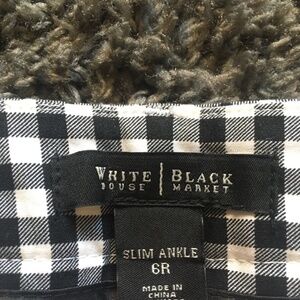 WHITE | BLACK
HOUSE | MARKET
SLIM ANKLE
6R
MADE IN
CHINA